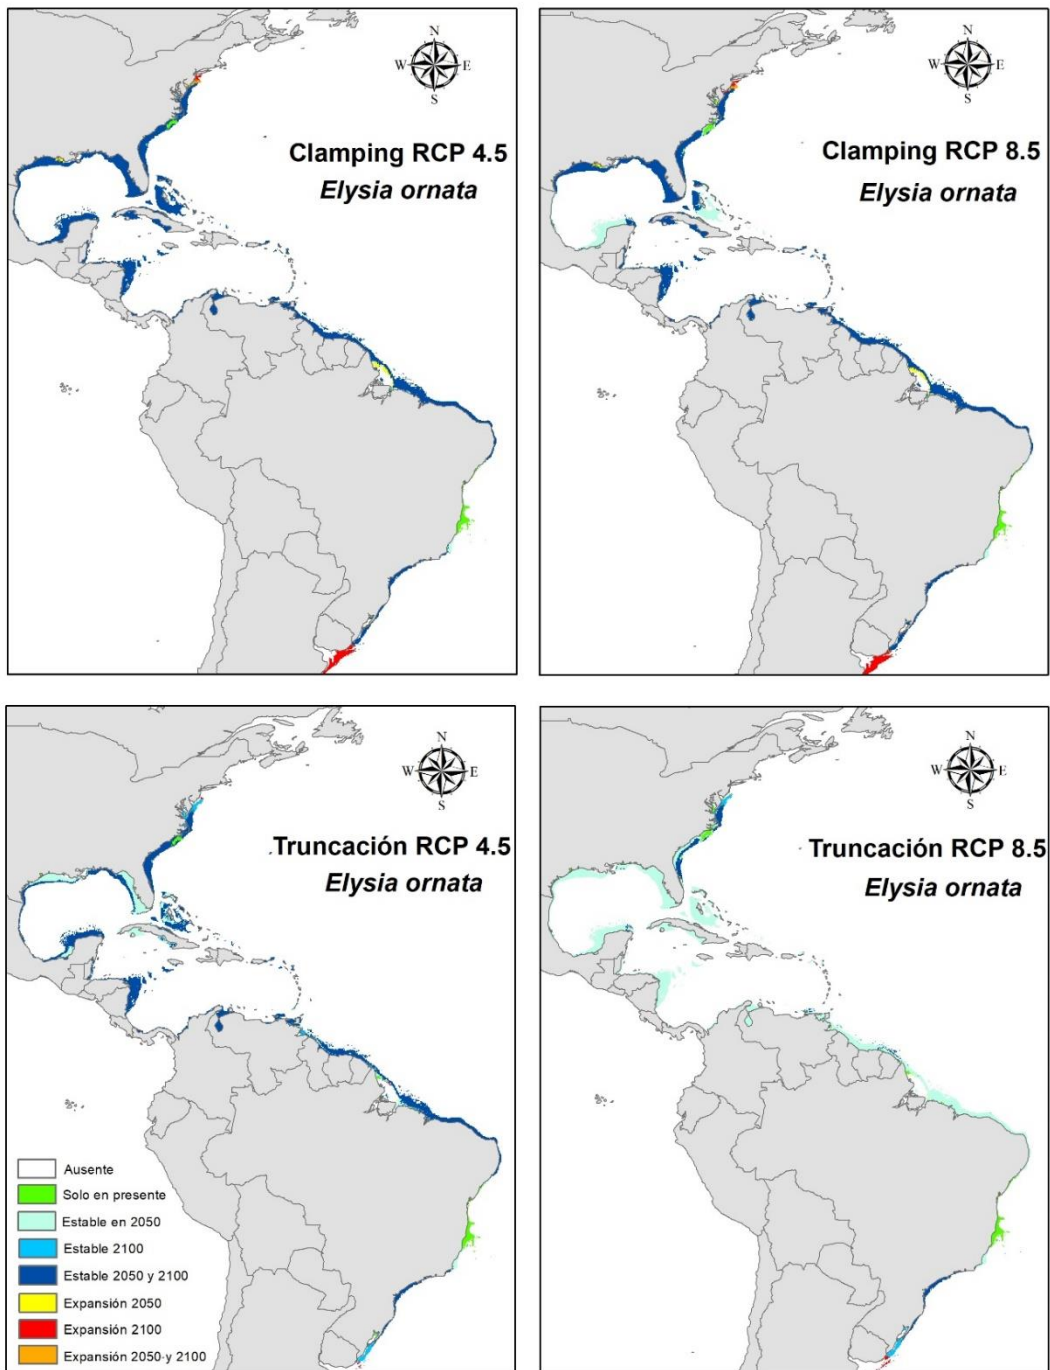 N
W E
S
Clamping RCP 4.5
Elysia ornata
N
W E
S
Clamping RCP 8.5
Elysia ornata
N
W E
S
Truncación RCP 4.5
Elysia ornata
Ausente
Solo en presente
Estable en 2050
Estable 2100
Estable 2050 y 2100
Expansión 2050
Expansión 2100
Expansión 2050 y 2100
N
W E
S
Truncación RCP 8.5
Elysia ornata